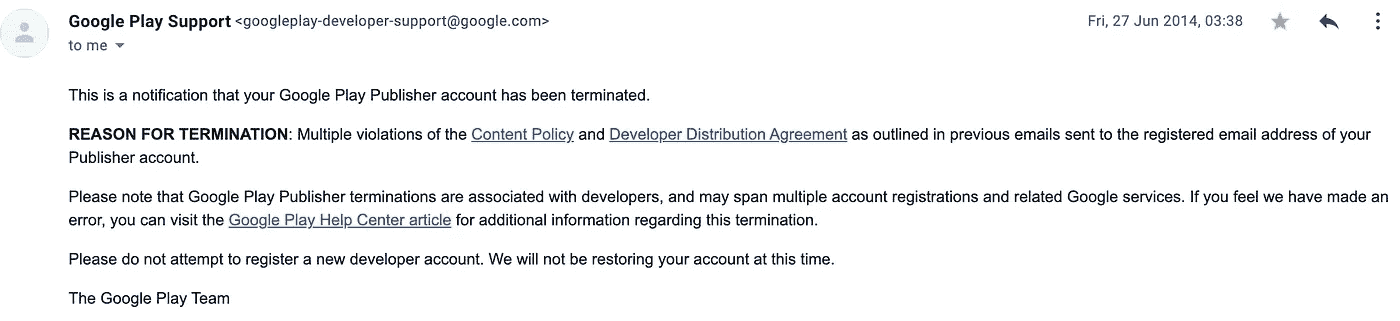 Google Play Support <googleplay-developer-support@google.com>
Fri, 27 Jun 2014, 03:38
to me
This is a notification that your Google Play Publisher account has been terminated.
REASON FOR TERMINATION: Multiple violations of the Content Policy and Developer Distribution Agreement as outlined in previous emails sent to the registered email address of your
Publisher account.
Please note that Google Play Publisher terminations are associated with developers, and may span multiple account registrations and related Google services. If you feel we have made an
error, you can visit the Google Play Help Center article for additional information regarding this termination.
Please do not attempt to register a new developer account. We will not be restoring your account at this time.
The Google Play Team